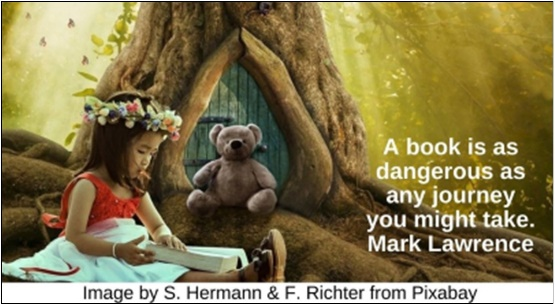 A book is as
dangerous as
any journey
you might take.
Mark Lawrence
Image by S. Hermann & F. Richter from Pixabay